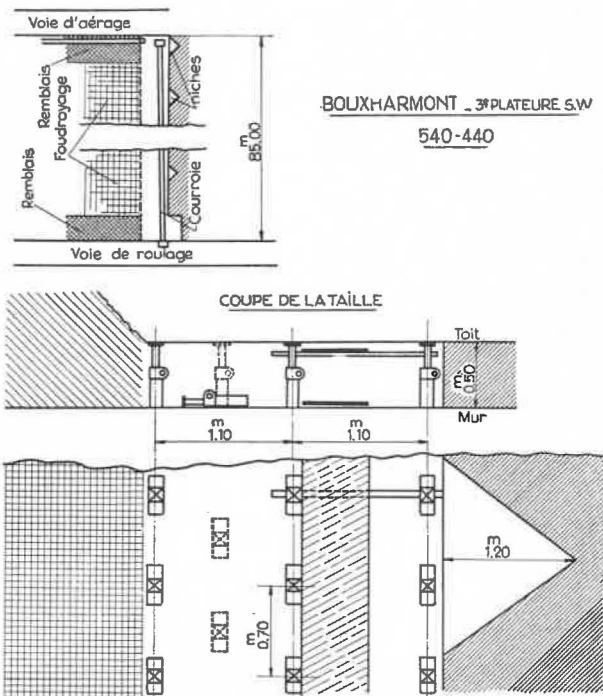 Voie d'aérage
Remblais
Foudroyage
Remblais
niches
Courroie
m
85.00
Voie de roulage
BOUXHARMONT _ 3e PLATEURE S.W
540-440
COUPE DE LA TAILLE
Toit
m
0.50
Mur
m
1.10
m
1.10
m
1.20
m
0.70